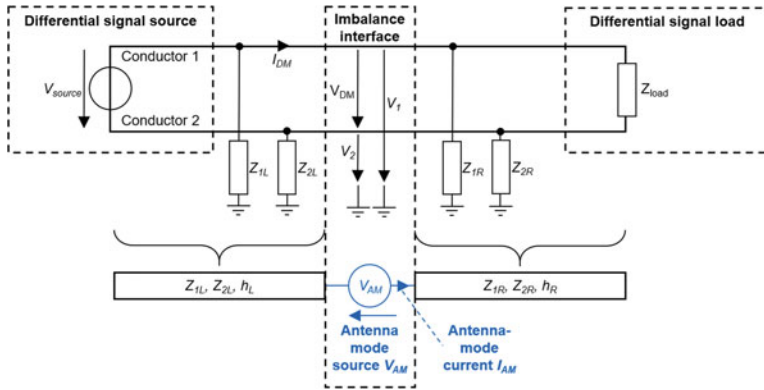 Differential signal source
Imbalance
interface
Differential signal load
Conductor 1
I_DM
V_source
V_DM
V_1
Z_load
Conductor 2
V_2
Z_1L
Z_2L
Z_1R
Z_2R
Z_1L, Z_2L, h_L
V_AM
Z_1R, Z_2R, h_R
Antenna
mode
source V_AM
Antenna-
mode
current I_AM